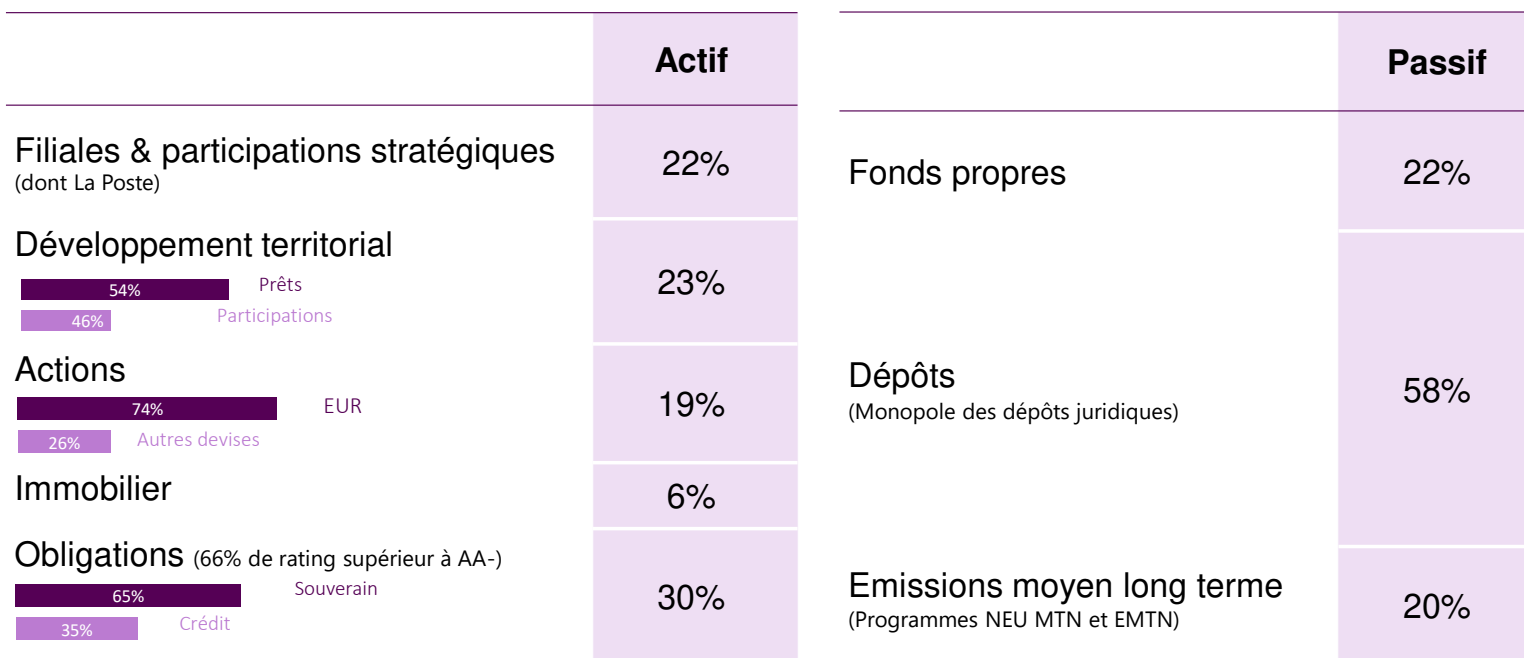 Actif
Filiales & participations stratégiques
(dont La Poste)
22%
Développement territorial
54%
Prêts
46%
Participations
23%
Actions
74%
EUR
26%
Autres devises
19%
Immobilier
6%
Obligations (66% de rating supérieur à AA-)
65%
Souverain
35%
Crédit
30%
Passif
Fonds propres
22%
Dépôts
(Monopole des dépôts juridiques)
58%
Emissions moyen long terme
(Programmes NEU MTN et EMTN)
20%